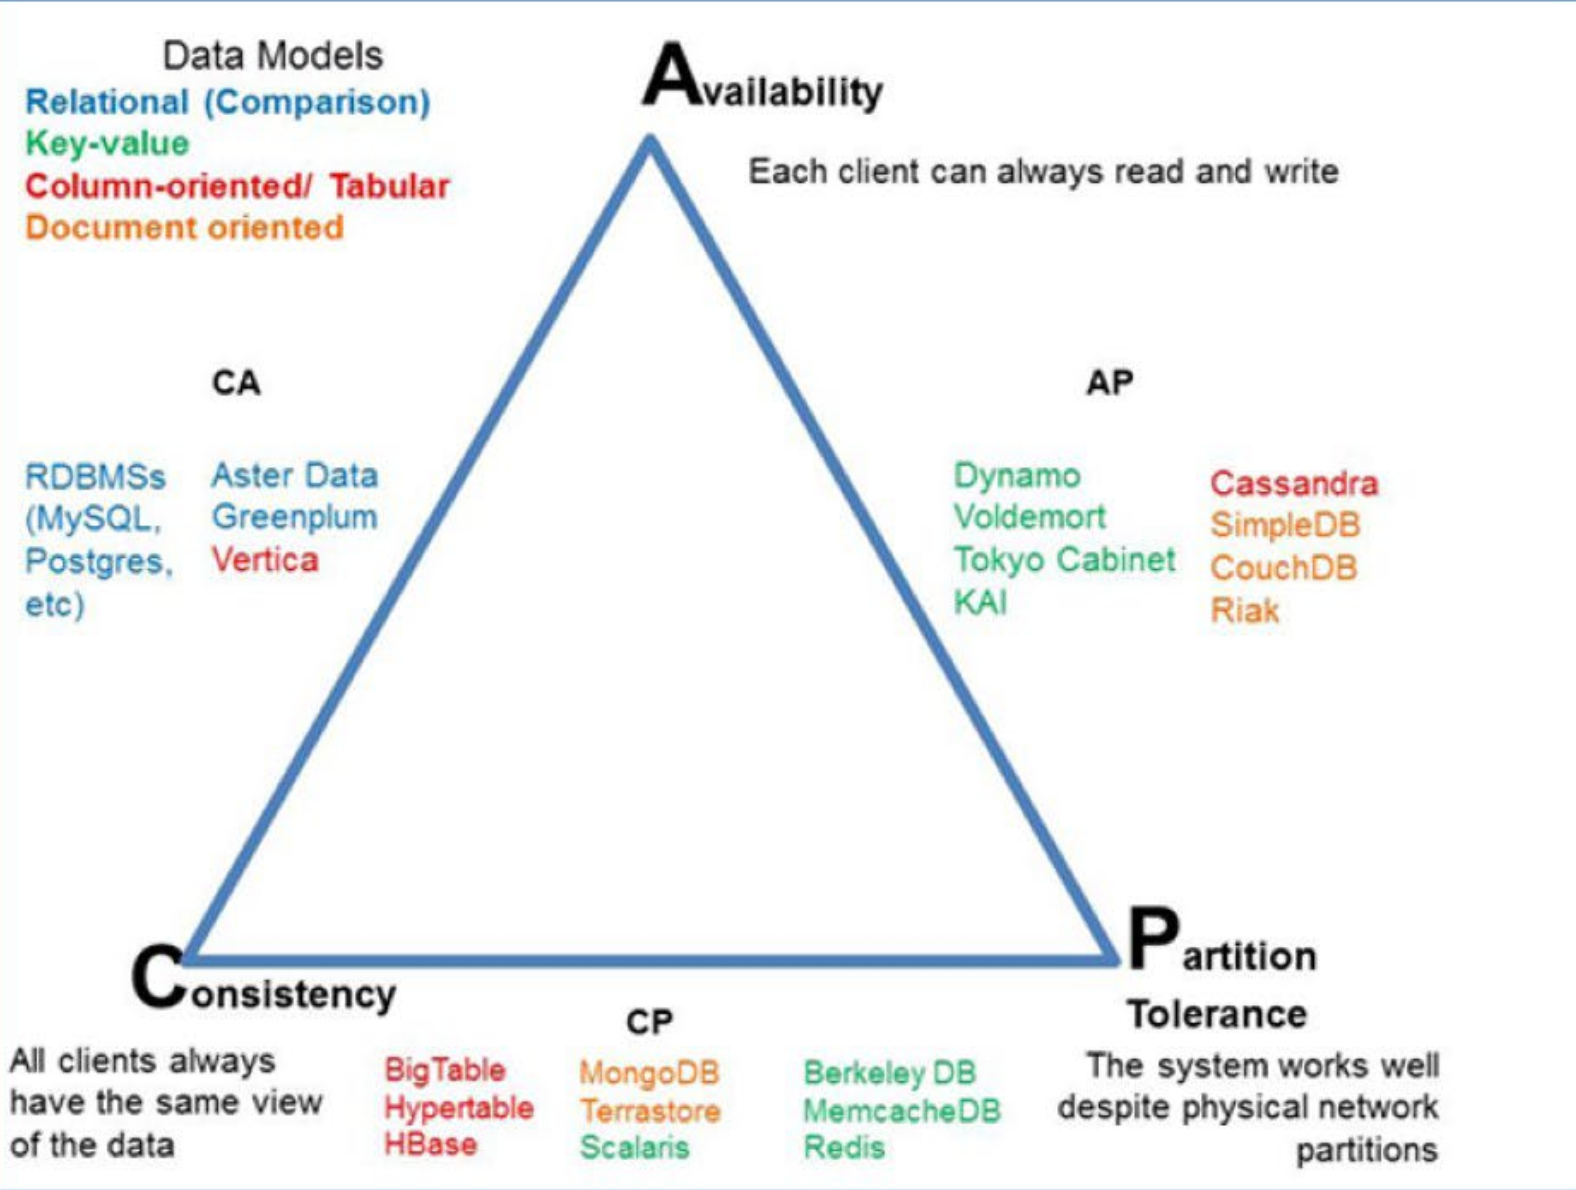 Data Models
Relational (Comparison)
Key-value
Column-oriented/ Tabular
Document oriented
Availability
Each client can always read and write
CA
RDBMSs
(MySQL,
Postgres,
etc)
Aster Data
Greenplum
Vertica
AP
Dynamo
Voldemort
Tokyo Cabinet
KAI
Cassandra
SimpleDB
CouchDB
Riak
Consistency
All clients always
have the same view
of the data
CP
BigTable
Hypertable
HBase
MongoDB
Terrastore
Scalaris
Berkeley DB
MemcacheDB
Redis
Partition
Tolerance
The system works well
despite physical network
partitions